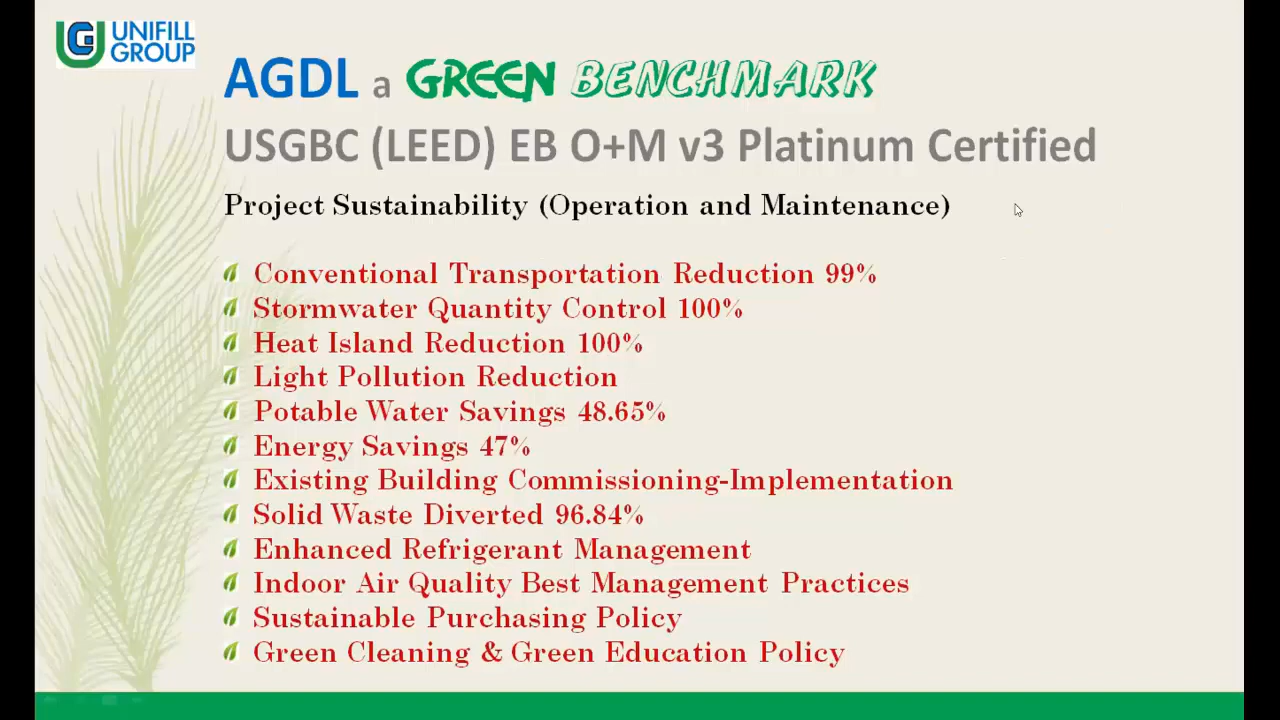 UNIFILL
GROUP
AGDL a GREEN BENCHMARK
USGBC (LEED) EB O+M v3 Platinum Certified
Project Sustainability (Operation and Maintenance)
Conventional Transportation Reduction 99%
Stormwater Quantity Control 100%
Heat Island Reduction 100%
Light Pollution Reduction
Potable Water Savings 48.65%
Energy Savings 47%
Existing Building Commissioning-Implementation
Solid Waste Diverted 96.84%
Enhanced Refrigerant Management
Indoor Air Quality Best Management Practices
Sustainable Purchasing Policy
Green Cleaning & Green Education Policy